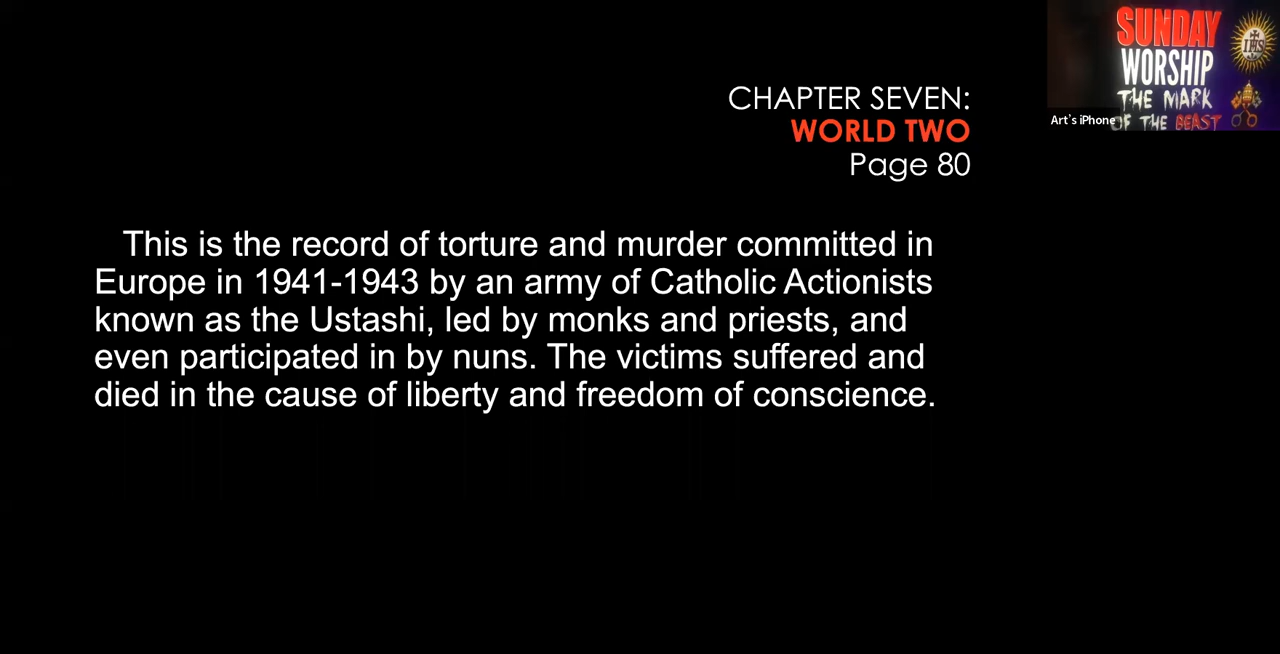 CHAPTER SEVEN:
WORLD TWO
Page 80
This is the record of torture and murder committed in
Europe in 1941-1943 by an army of Catholic Actionists
known as the Ustashi, led by monks and priests, and
even participated in by nuns. The victims suffered and
died in the cause of liberty and freedom of conscience.
SUNDAY
WORSHIP
THE MARK
OF THE BEAST
IHS
Art's iPhone